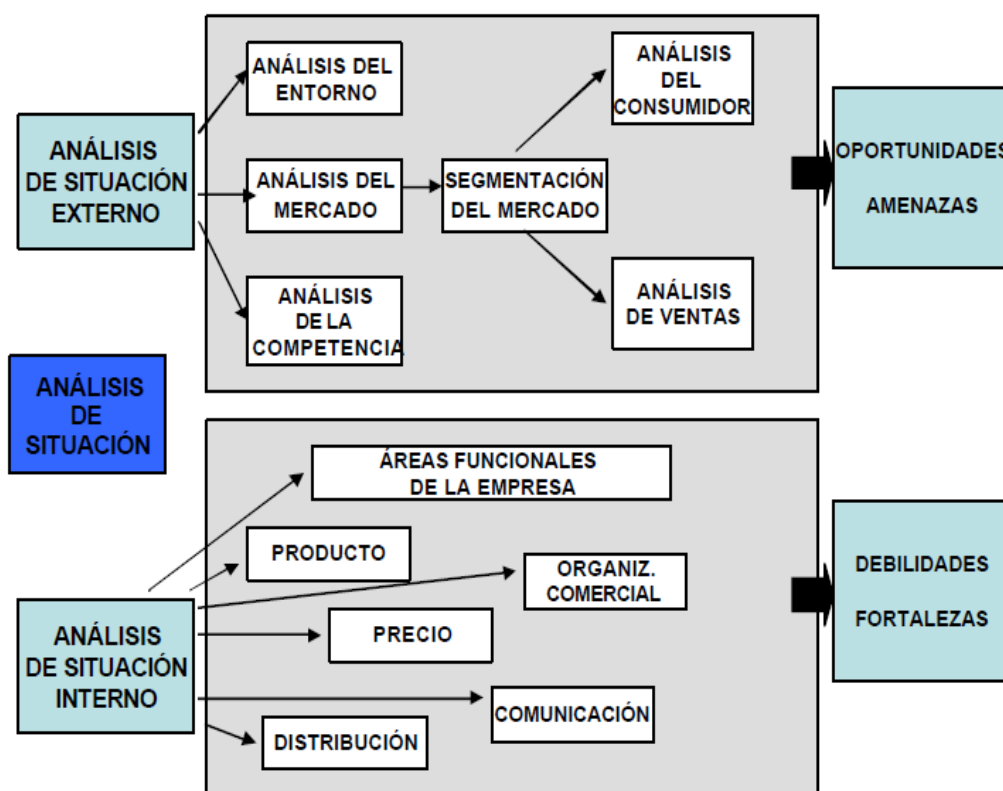 ANÁLISIS
DE SITUACIÓN
EXTERNO
ANÁLISIS DEL
ENTORNO
ANÁLISIS DEL
MERCADO
ANÁLISIS
DE LA
COMPETENCIA
SEGMENTACIÓN
DEL MERCADO
ANÁLISIS
DEL
CONSUMIDOR
ANÁLISIS
DE VENTAS
OPORTUNIDADES
AMENAZAS
ANÁLISIS
DE
SITUACIÓN
ANÁLISIS
DE SITUACIÓN
INTERNO
ÁREAS FUNCIONALES
DE LA EMPRESA
PRODUCTO
ORGANIZ.
COMERCIAL
PRECIO
COMUNICACIÓN
DISTRIBUCIÓN
DEBILIDADES
FORTALEZAS